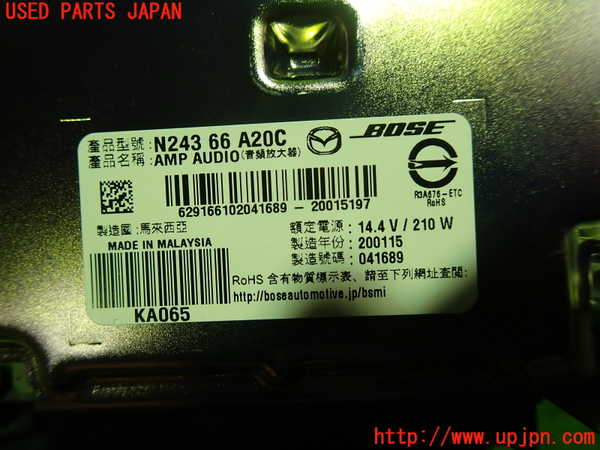 USED PARTS JAPAN
產品型號:N243 66 A20C
產品名稱:AMP AUDIO(音頻放大器)
BOSE
R3A676-ETC
RoHS
629166102041689-20015197
製造國:馬來西亞
MADE IN MALAYSIA
額定電源:14.4V/210 W
製造年份:200115
製造號碼:041689
RoHS 含有物質標示表、請至下列網址查閱:
http://boseautomotive.jp/bsmi
KA065
http://www.upjpn.com/